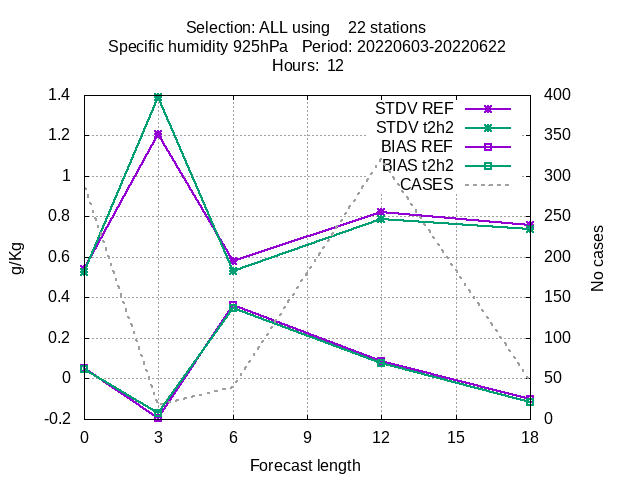 Selection: ALL using 22 stations
Specific humidity 925hPa Period: 20220603-20220622
Hours: 12
1.4
1.2
1
0.8
0.6
0.4
0.2
0
-0.2
g/Kg
STDV REF
STDV t2h2
BIAS REF
BIAS t2h2
CASES
400
350
300
250
200
150
100
50
0
No cases
0 3 6 9 12 15 18
Forecast length